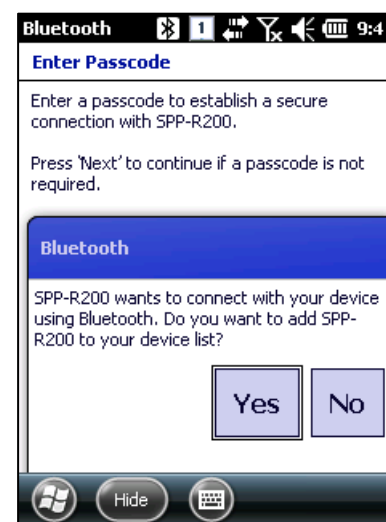 Bluetooth 1 9:4
Enter Passcode
Enter a passcode to establish a secure
connection with SPP-R200.
Press 'Next' to continue if a passcode is not
required.
Bluetooth
SPP-R200 wants to connect with your device
using Bluetooth. Do you want to add SPP-
R200 to your device list?
Yes No
Hide